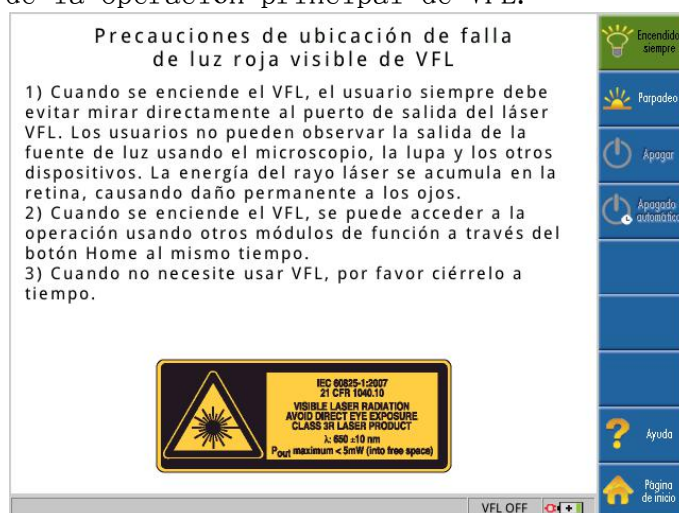 de la operación principal de VFL.
Precauciones de ubicación de falla
de luz roja visible de VFL
1) Cuando se enciende el VFL, el usuario siempre debe
evitar mirar directamente al puerto de salida del láser
VFL. Los usuarios no pueden observar la salida de la
fuente de luz usando el microscopio, la lupa y los otros
dispositivos. La energía del rayo láser se acumula en la
retina, causando daño permanente a los ojos.
2) Cuando se enciende el VFL, se puede acceder a la
operación usando otros módulos de función a través del
botón Home al mismo tiempo.
3) Cuando no necesite usar VFL, por favor ciérrelo a
tiempo.
IEC 60825-1:2007
21 CFR 1040.10
VISIBLE LASER RADIATION
AVOID DIRECT EYE EXPOSURE
CLASS 3R LASER PRODUCT
λ: 650 ±10 nm
Pout maximum < 5mW (into free space)
VFL OFF
Encendido
siempre
Parpadeo
Apagar
Apagado
automático
Ayuda
Página
de inicio